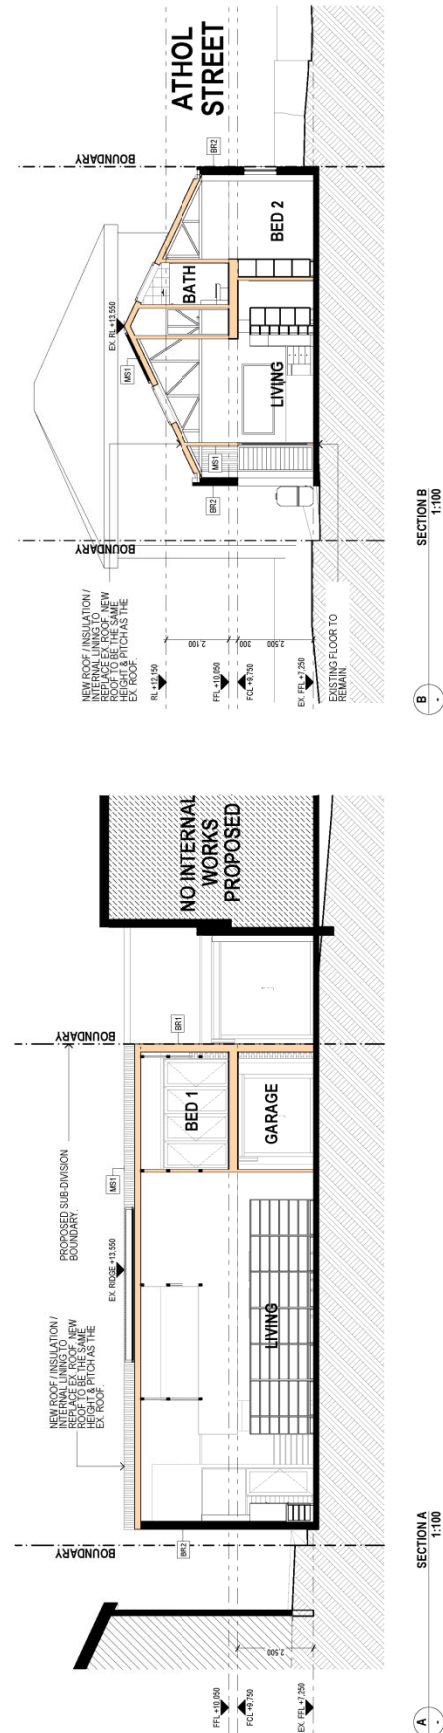 NEW ROOF / INSULATION /
INTERNAL LINING TO
REPLACE EX. ROOF. NEW
ROOF TO BE THE SAME
HEIGHT & PITCH AS THE
EX. ROOF.
PROPOSED SUB-DIVISION
BOUNDARY.
EX. RIDGE +13,550
MS1
BOUNDARY
BOUNDARY
BR2
BR1
BED 1
GARAGE
LIVING
NO INTERNAL
WORKS
PROPOSED
FFL +10,050
FCL +9,750
EX. FFL +7,250
2,500
A
-
SECTION A
1:100
NEW ROOF / INSULATION /
INTERNAL LINING TO
REPLACE EX. ROOF. NEW
ROOF TO BE THE SAME
HEIGHT & PITCH AS THE
EX. ROOF.
EX. RL +13,550
MS1
BOUNDARY
BOUNDARY
ATHOL
STREET
RL +12,150
FFL +10,050
FCL +9,750
EX. FFL +7,250
2,100
300
2,500
BR2
MS1
BR2
BATH
BED 2
LIVING
EXISTING FLOOR TO
REMAIN.
B
-
SECTION B
1:100